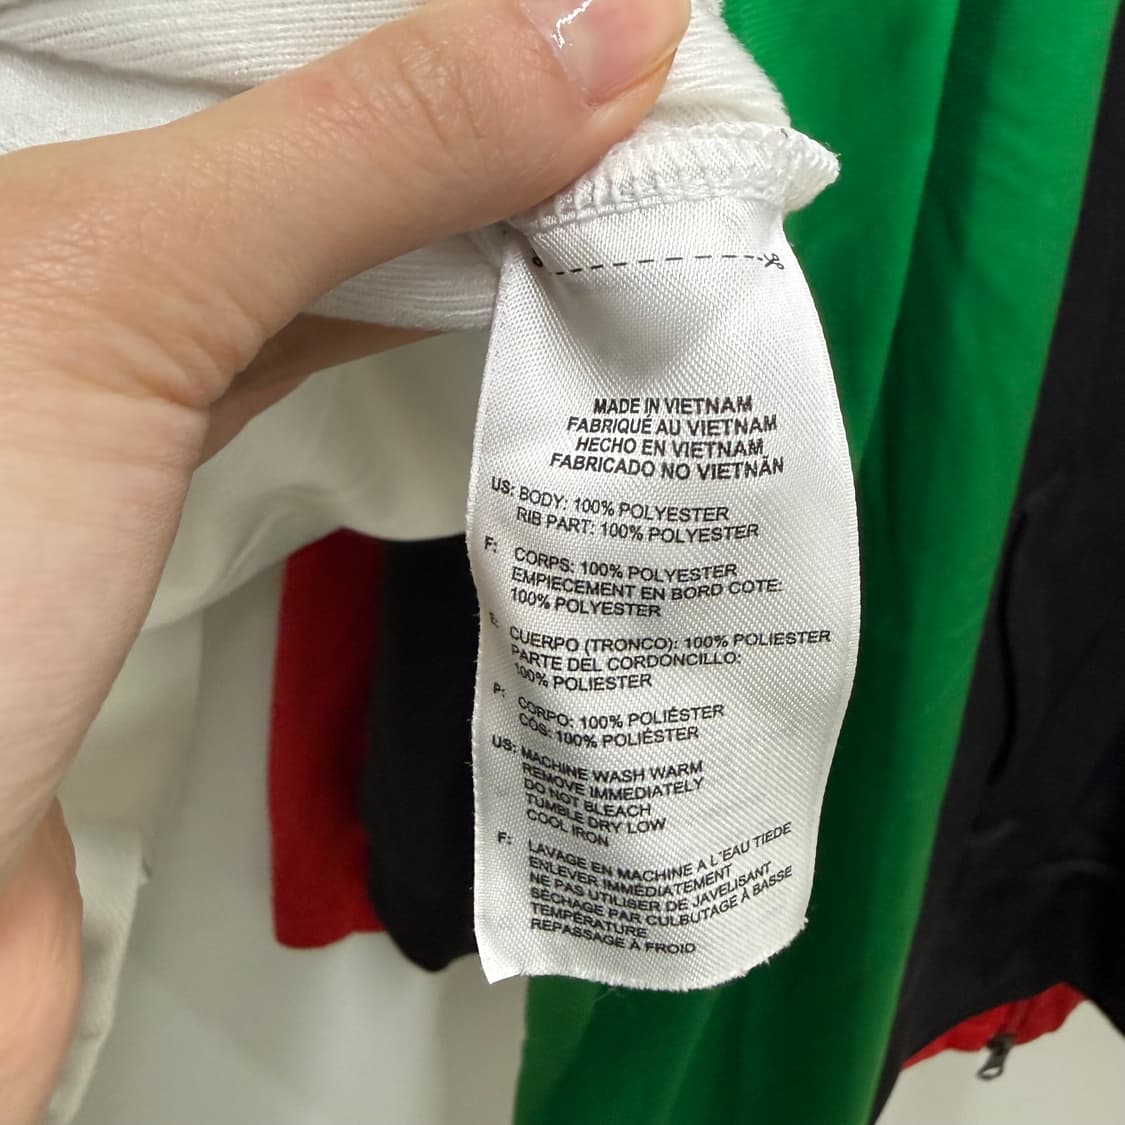 MADE IN VIETNAM
FABRIQUÉ AU VIETNAM
HECHO EN VIETNAM
FABRICADO NO VIETNÃN
US: BODY: 100% POLYESTER
RIB PART: 100% POLYESTER
F: CORPS: 100% POLYESTER
EMPIECEMENT EN BORD COTE:
100% POLYESTER
E: CUERPO (TRONCO): 100% POLIESTER
PARTE DEL CORDONCILLO:
100% POLIESTER
P: CORPO: 100% POLIÉSTER
CÓS: 100% POLIÉSTER
US: MACHINE WASH WARM
REMOVE IMMEDIATELY
DO NOT BLEACH
TUMBLE DRY LOW
COOL IRON
F: LAVAGE EN MACHINE A L'EAU TIEDE
ENLEVER IMMÉDIATEMENT
NE PAS UTILISER DE JAVELISANT
SÉCHAGE PAR CULBUTAGE À BASSE
TEMPÉRATURE
REPASSAGE À FROID